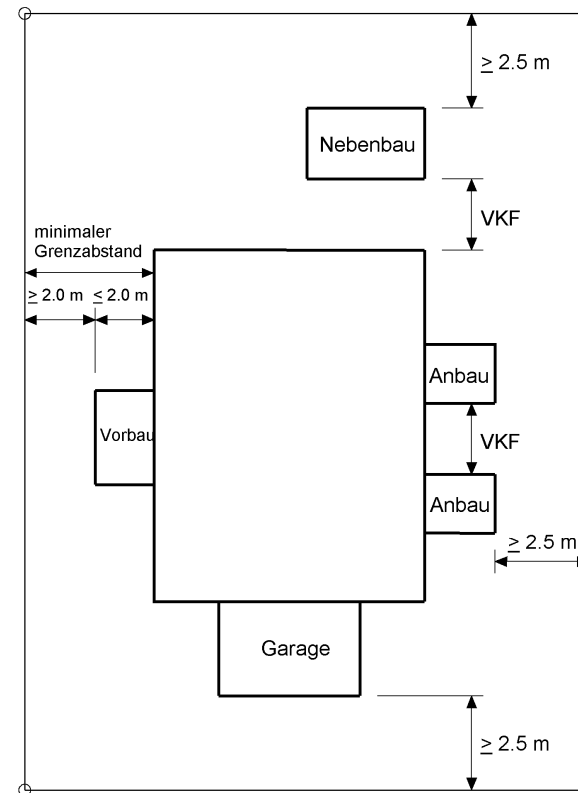 ≥ 2.5 m
Nebenbau
VKF
minimaler
Grenzabstand
≥ 2.0 m ≤ 2.0 m
Anbau
Vorbau
VKF
Anbau
≥ 2.5 m
Garage
≥ 2.5 m